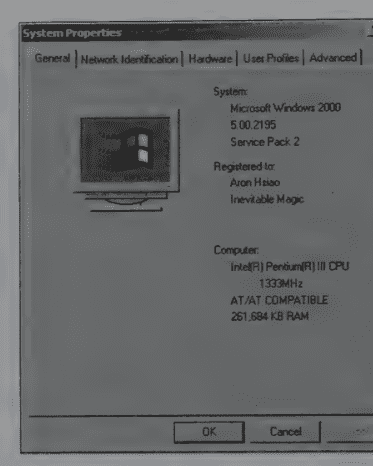 System Properties
General
Network Identification
Hardware
User Profiles
Advanced
System:
Microsoft Windows 2000
5.00.2195
Service Pack 2
Registered to:
Aron Hsiao
Inevitable Magic
Computer:
Intel(R) Pentium(R) III CPU
1333MHz
AT/AT COMPATIBLE
261,684 KB RAM
OK
Cancel